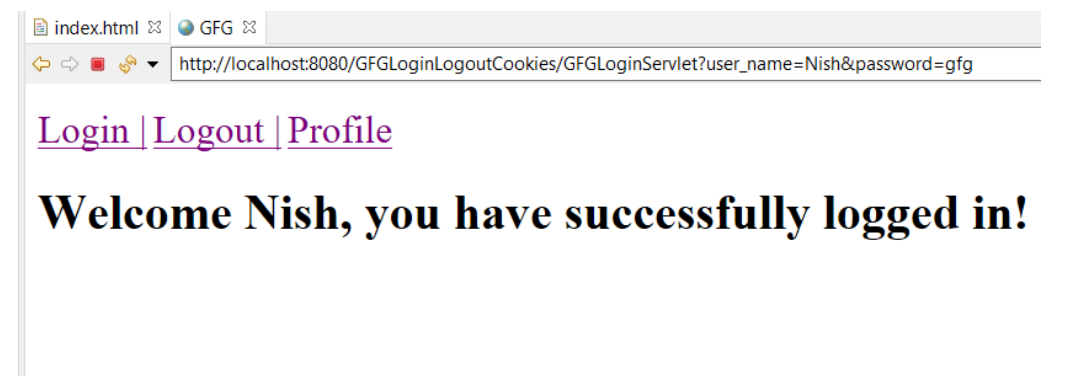 index.html GFG
http://localhost:8080/GFGLoginLogoutCookies/GFGLoginServlet?user_name=Nish&password=gfg
Login | Logout | Profile
Welcome Nish, you have successfully logged in!